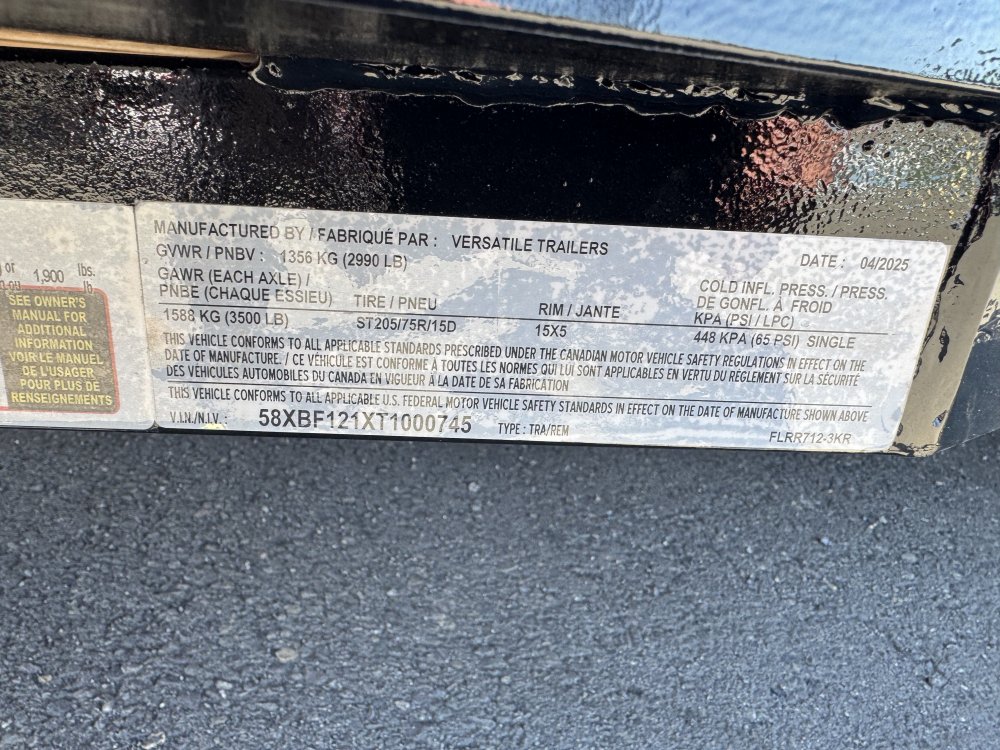 or 1,900 lbs.
lb
SEE OWNER'S
MANUAL FOR
ADDITIONAL
INFORMATION
VOIR LE MANUEL
DE L'USAGER
POUR PLUS DE
RENSEIGNEMENTS
MANUFACTURED BY / FABRIQUÉ PAR : VERSATILE TRAILERS
GVWR / PNBV : 1356 KG (2990 LB) DATE : 04/2025
GAWR (EACH AXLE) / COLD INFL. PRESS. / PRESS.
PNBE (CHAQUE ESSIEU) TIRE / PNEU RIM / JANTE DE GONFL. À FROID
KPA (PSI / LPC)
1588 KG (3500 LB) ST205/75R/15D 15X5 448 KPA (65 PSI) SINGLE
THIS VEHICLE CONFORMS TO ALL APPLICABLE STANDARDS PRESCRIBED UNDER THE CANADIAN MOTOR VEHICLE SAFETY REGULATIONS IN EFFECT ON THE
DATE OF MANUFACTURE. / CE VÉHICULE EST CONFORME À TOUTES LES NORMES QUI LUI SONT APPLICABLES EN VERTU DU RÈGLEMENT SUR LA SÉCURITÉ
DES VÉHICULES AUTOMOBILES DU CANADA EN VIGUEUR À LA DATE DE SA FABRICATION
THIS VEHICLE CONFORMS TO ALL APPLICABLE U.S. FEDERAL MOTOR VEHICLE SAFETY STANDARDS IN EFFECT ON THE DATE OF MANUFACTURE SHOWN ABOVE
V.I.N./N.I.V. : 58XBF121XT1000745 TYPE : TRA/REM FLRR712-3KR